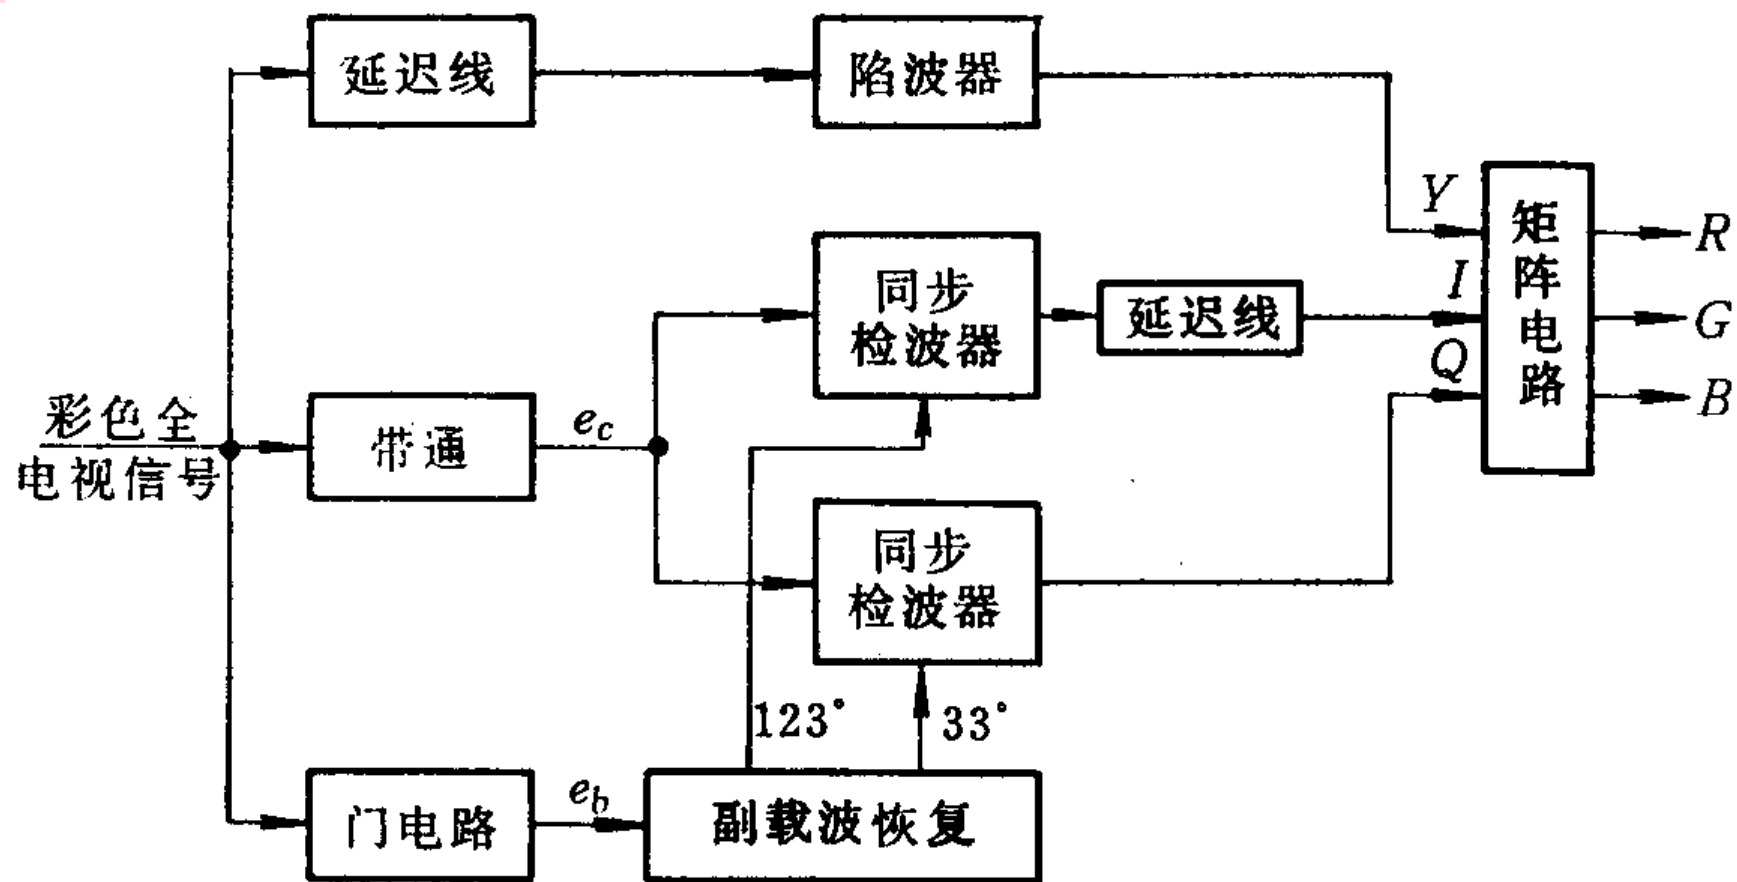 延迟线
陷波器
Y
矩阵电路
R
同步
检波器
延迟线
I
G
Q
B
彩色全
电视信号
带通
e_c
同步
检波器
123°
33°
门电路
e_b
副载波恢复